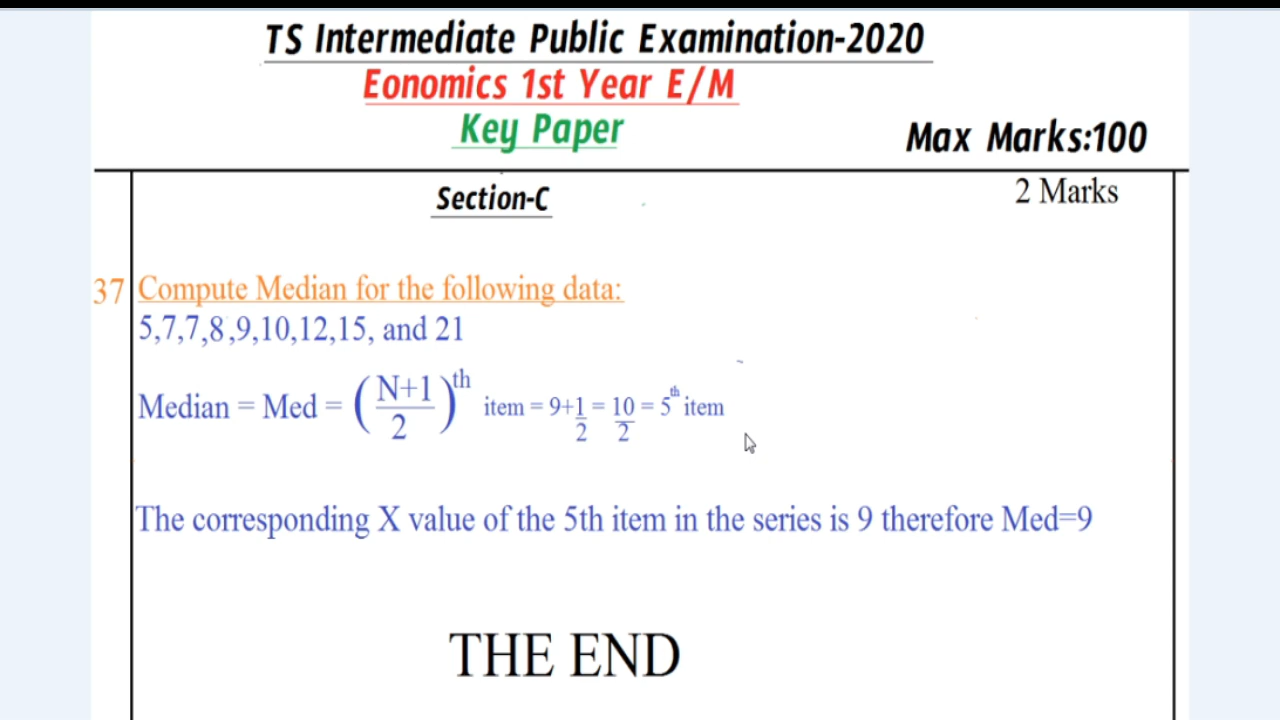 TS Intermediate Public Examination-2020
Eonomics 1st Year E/M
Key Paper
Max Marks:100
Section-C
2 Marks
37 Compute Median for the following data:
5,7,7,8,9,10,12,15, and 21
Median = Med = (N+1/2)th item = 9+1/2 = 10/2 = 5th item
The corresponding X value of the 5th item in the series is 9 therefore Med=9
THE END